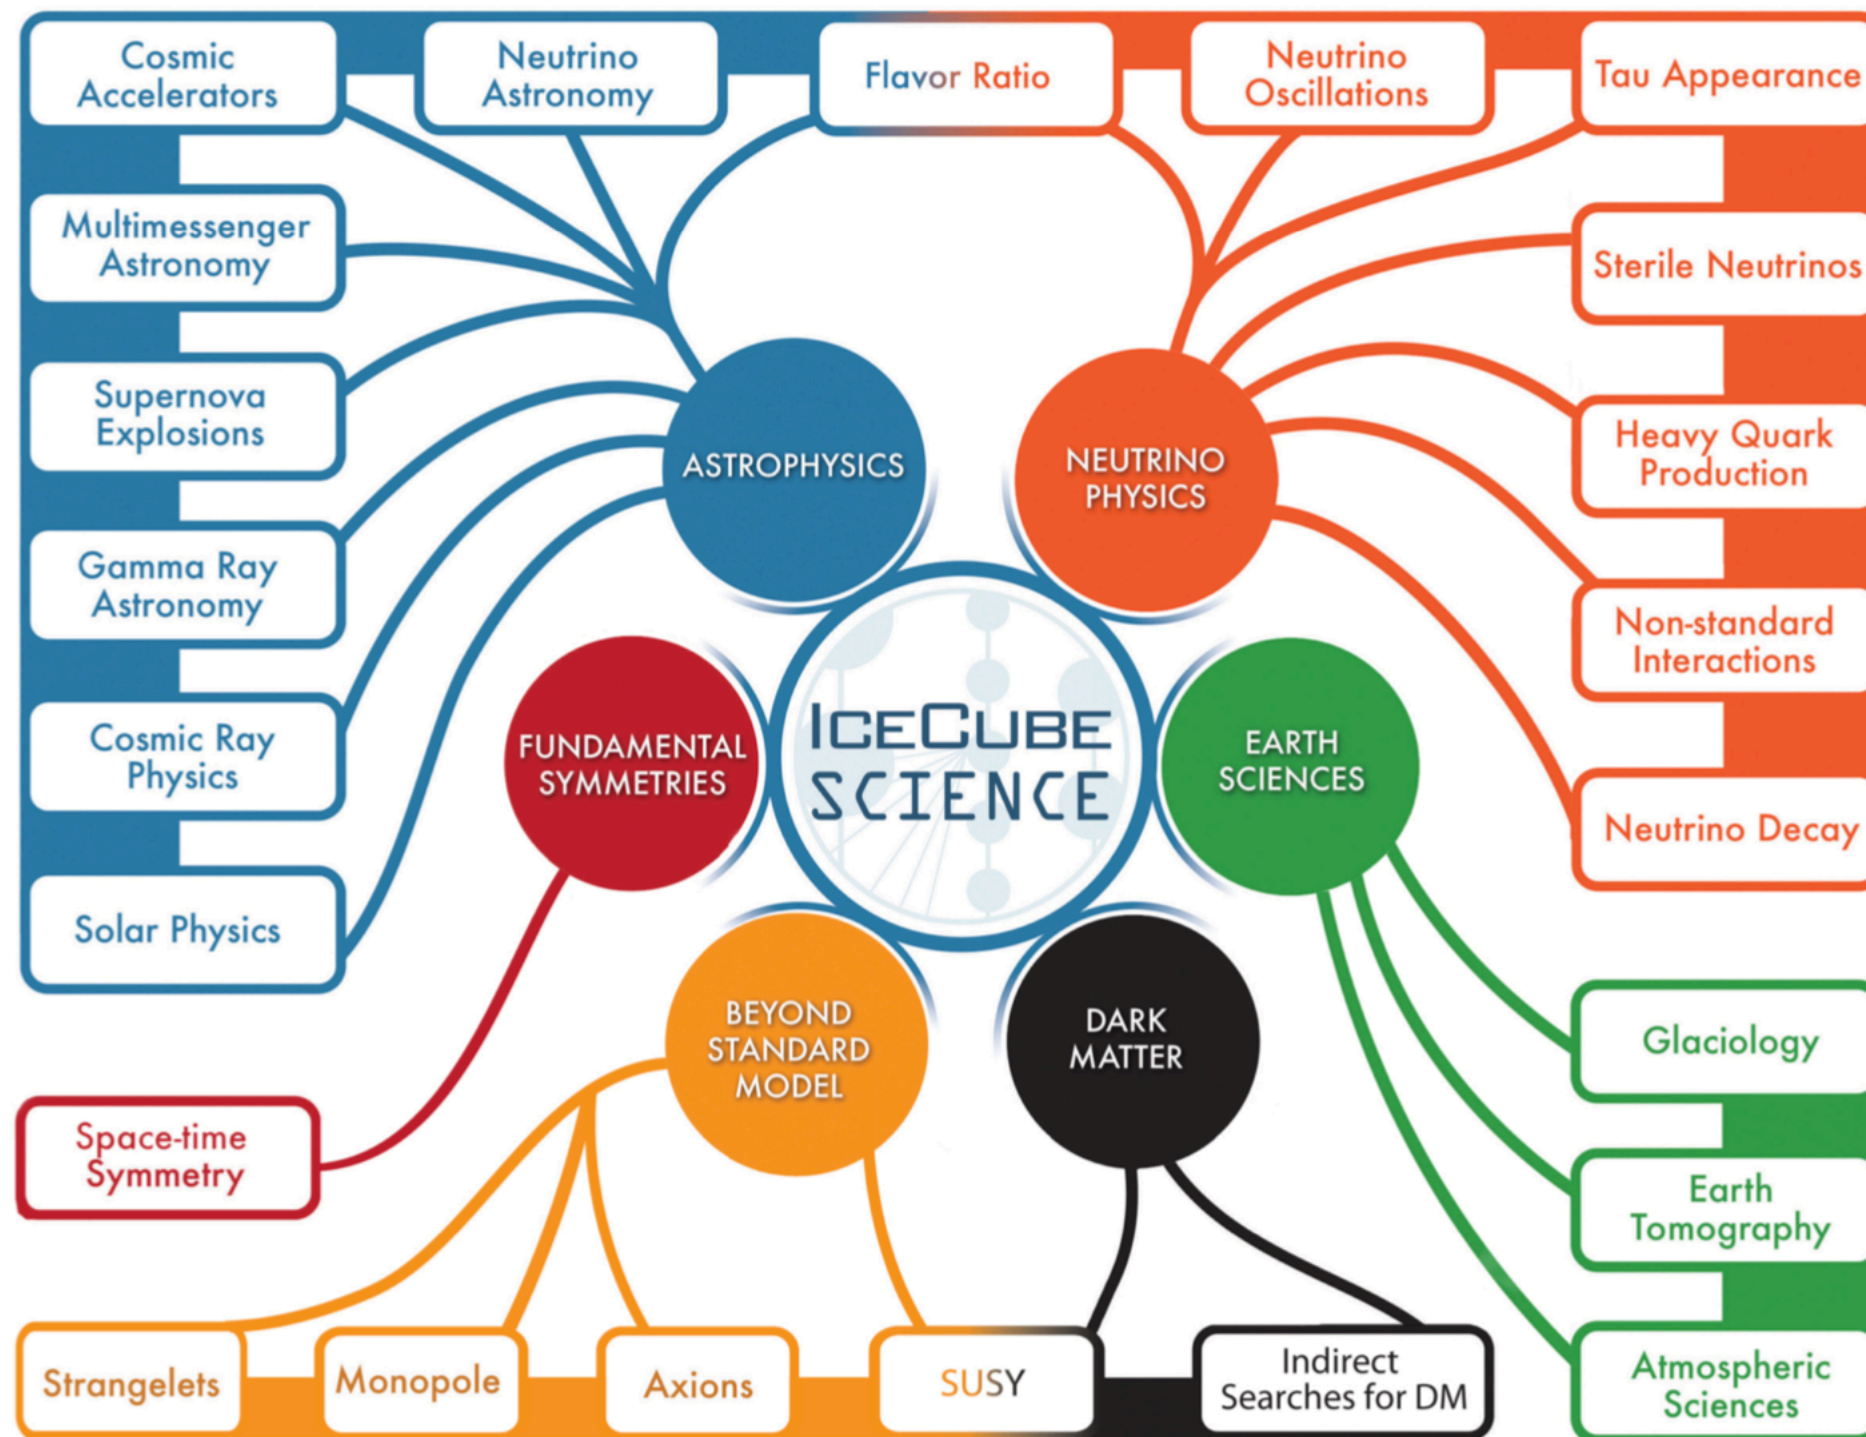 Cosmic
Accelerators
Neutrino
Astronomy
Flavor Ratio
Neutrino
Oscillations
Tau Appearance
Multimessenger
Astronomy
Sterile Neutrinos
Supernova
Explosions
Heavy Quark
Production
ASTROPHYSICS
NEUTRINO
PHYSICS
Gamma Ray
Astronomy
Non-standard
Interactions
Cosmic Ray
Physics
FUNDAMENTAL
SYMMETRIES
ICECUBE
SCIENCE
EARTH
SCIENCES
Neutrino Decay
Solar Physics
BEYOND
STANDARD
MODEL
DARK
MATTER
Glaciology
Space-time
Symmetry
Earth
Tomography
Strangelets
Monopole
Axions
SUSY
Indirect
Searches for DM
Atmospheric
Sciences